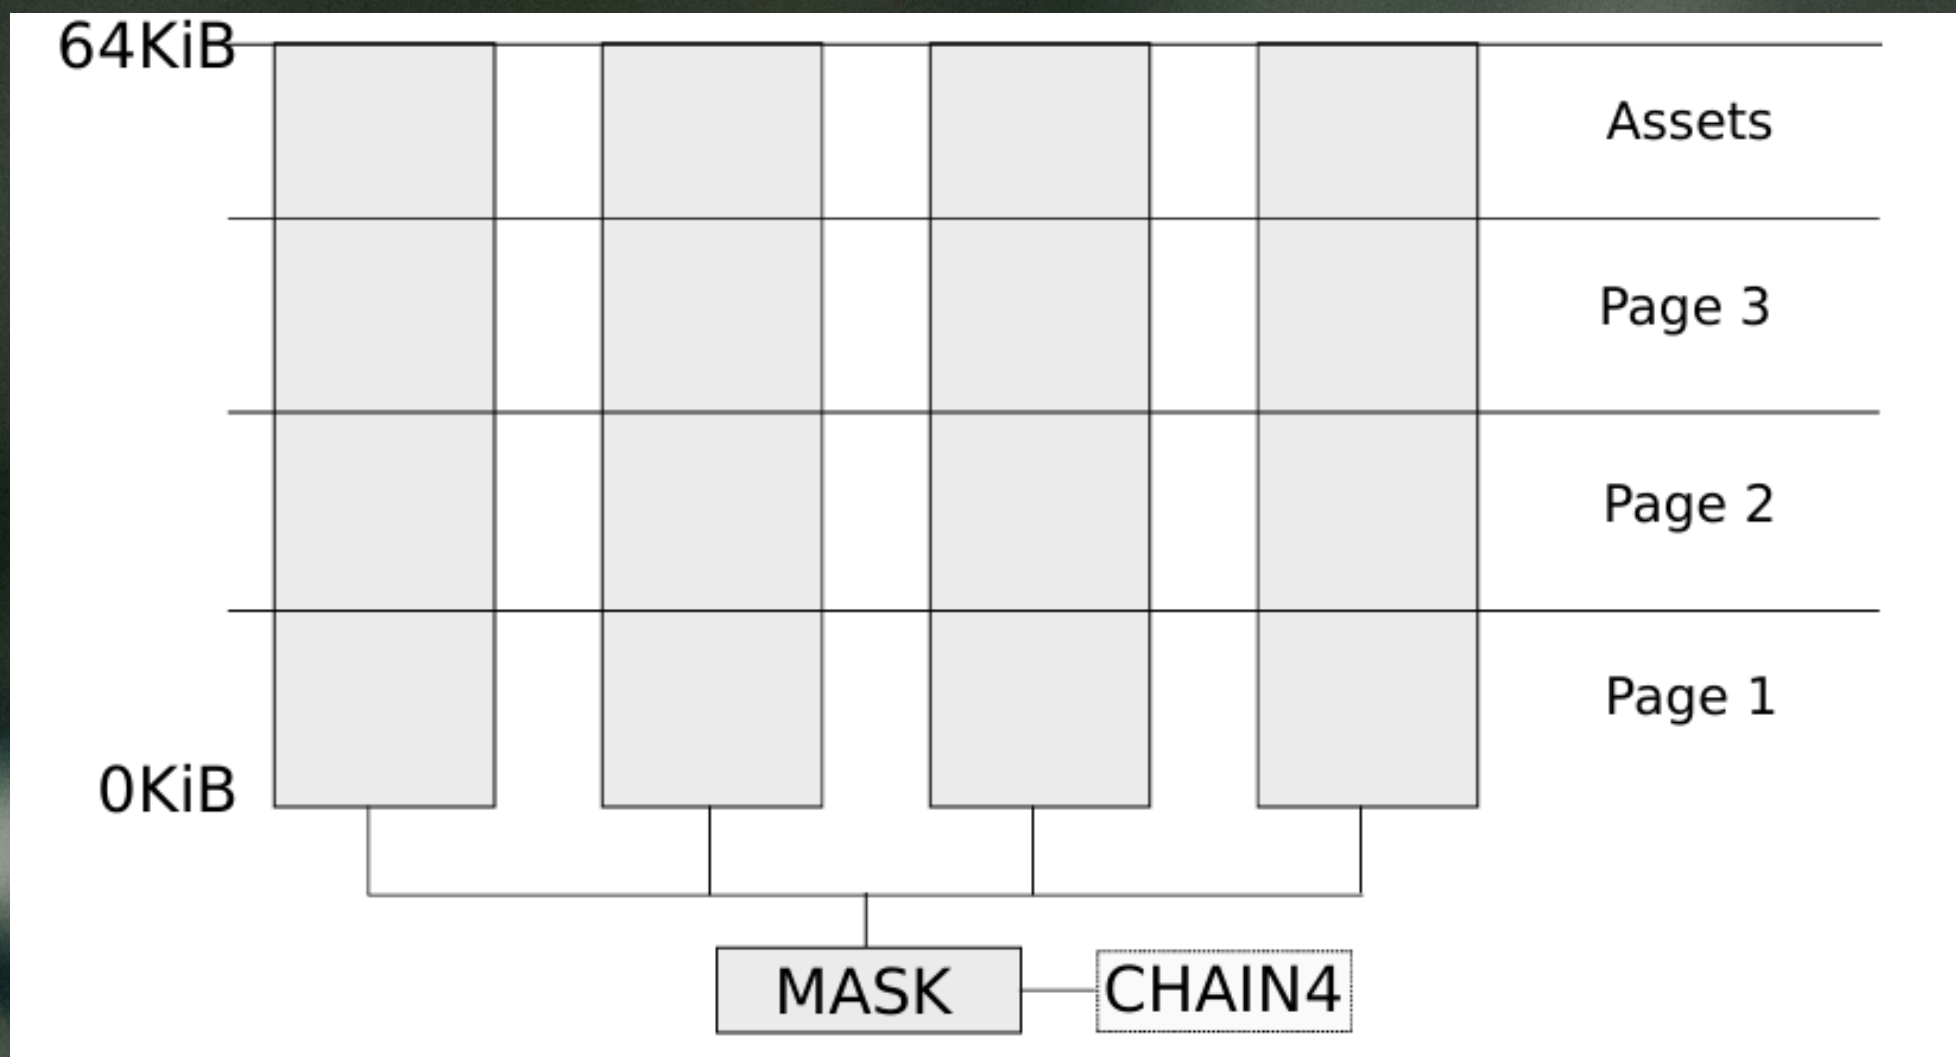 64KiB
Assets
Page 3
Page 2
Page 1
0KiB
MASK
CHAIN4